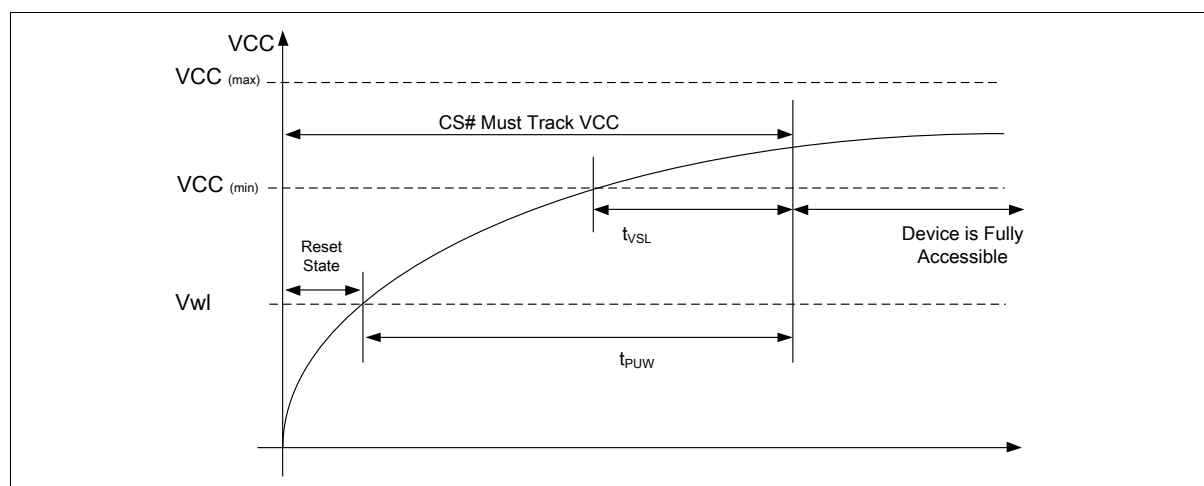 VCC
VCC (max)
CS# Must Track VCC
VCC (min)
tVSL
Device is Fully
Accessible
Reset
State
Vwl
tPUW